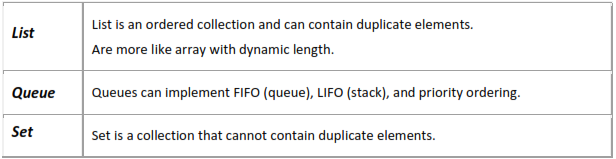 List
List is an ordered collection and can contain duplicate elements.
Are more like array with dynamic length.
Queue
Queues can implement FIFO (queue), LIFO (stack), and priority ordering.
Set
Set is a collection that cannot contain duplicate elements.